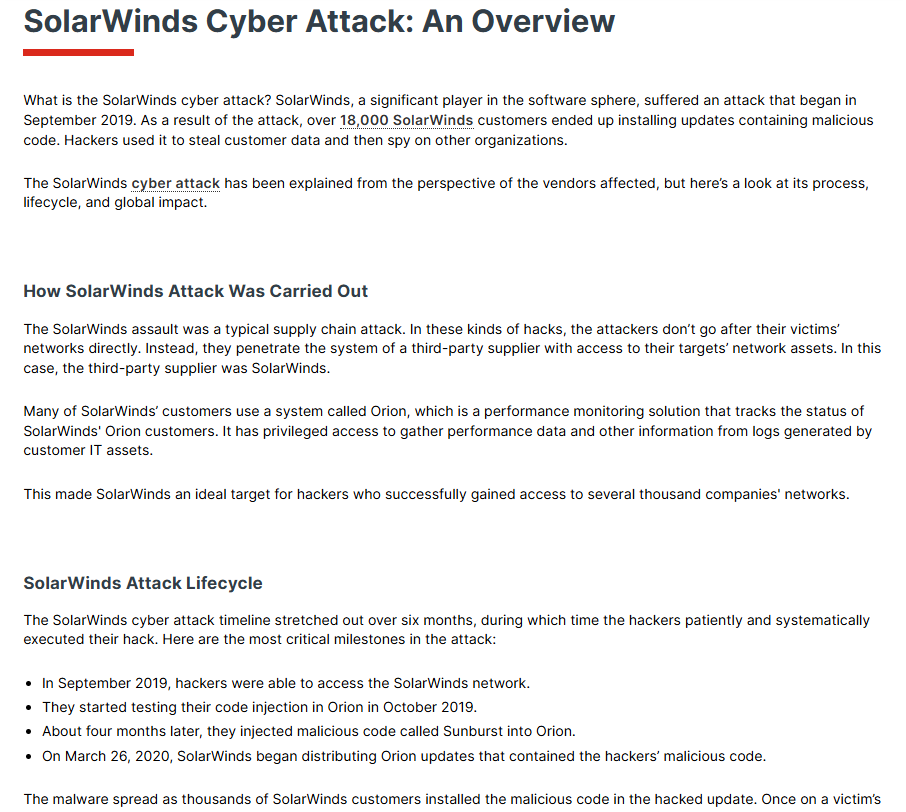 SolarWinds Cyber Attack: An Overview
What is the SolarWinds cyber attack? SolarWinds, a significant player in the software sphere, suffered an attack that began in
September 2019. As a result of the attack, over 18,000 SolarWinds customers ended up installing updates containing malicious
code. Hackers used it to steal customer data and then spy on other organizations.
The SolarWinds cyber attack has been explained from the perspective of the vendors affected, but here’s a look at its process,
lifecycle, and global impact.
How SolarWinds Attack Was Carried Out
The SolarWinds assault was a typical supply chain attack. In these kinds of hacks, the attackers don’t go after their victims’
networks directly. Instead, they penetrate the system of a third-party supplier with access to their targets’ network assets. In this
case, the third-party supplier was SolarWinds.
Many of SolarWinds’ customers use a system called Orion, which is a performance monitoring solution that tracks the status of
SolarWinds' Orion customers. It has privileged access to gather performance data and other information from logs generated by
customer IT assets.
This made SolarWinds an ideal target for hackers who successfully gained access to several thousand companies' networks.
SolarWinds Attack Lifecycle
The SolarWinds cyber attack timeline stretched out over six months, during which time the hackers patiently and systematically
executed their hack. Here are the most critical milestones in the attack:
• In September 2019, hackers were able to access the SolarWinds network.
• They started testing their code injection in Orion in October 2019.
• About four months later, they injected malicious code called Sunburst into Orion.
• On March 26, 2020, SolarWinds began distributing Orion updates that contained the hackers’ malicious code.
The malware spread as thousands of SolarWinds customers installed the malicious code in the hacked update. Once on a victim’s